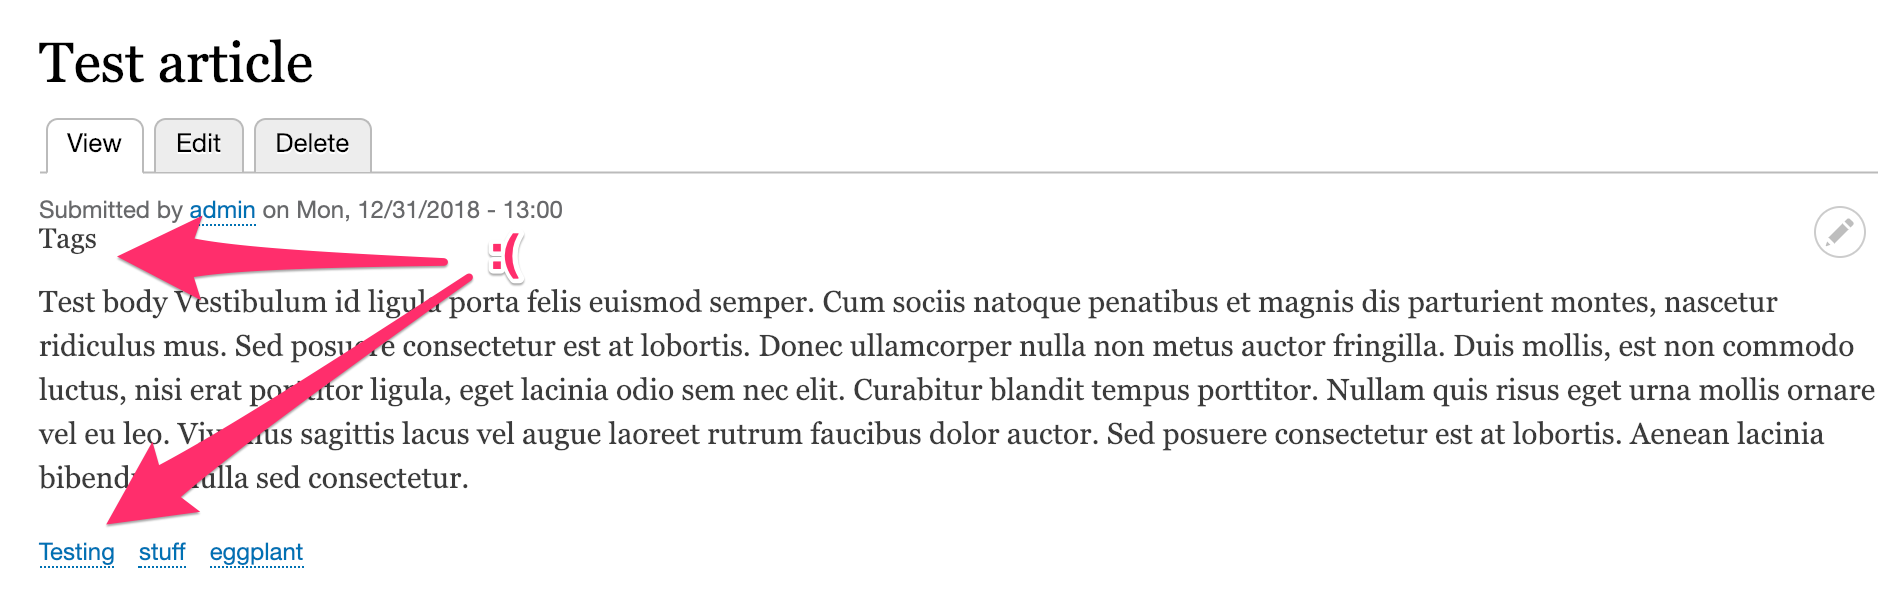 Test article
View Edit Delete
Submitted by admin on Mon, 12/31/2018 - 13:00
Tags
:(
Test body Vestibulum id ligula porta felis euismod semper. Cum sociis natoque penatibus et magnis dis parturient montes, nascetur
ridiculus mus. Sed posuere consectetur est at lobortis. Donec ullamcorper nulla non metus auctor fringilla. Duis mollis, est non commodo
luctus, nisi erat porttitor ligula, eget lacinia odio sem nec elit. Curabitur blandit tempus porttitor. Nullam quis risus eget urna mollis ornare
vel eu leo. Vivamus sagittis lacus vel augue laoreet rutrum faucibus dolor auctor. Sed posuere consectetur est at lobortis. Aenean lacinia
bibendum nulla sed consectetur.
Testing stuff eggplant